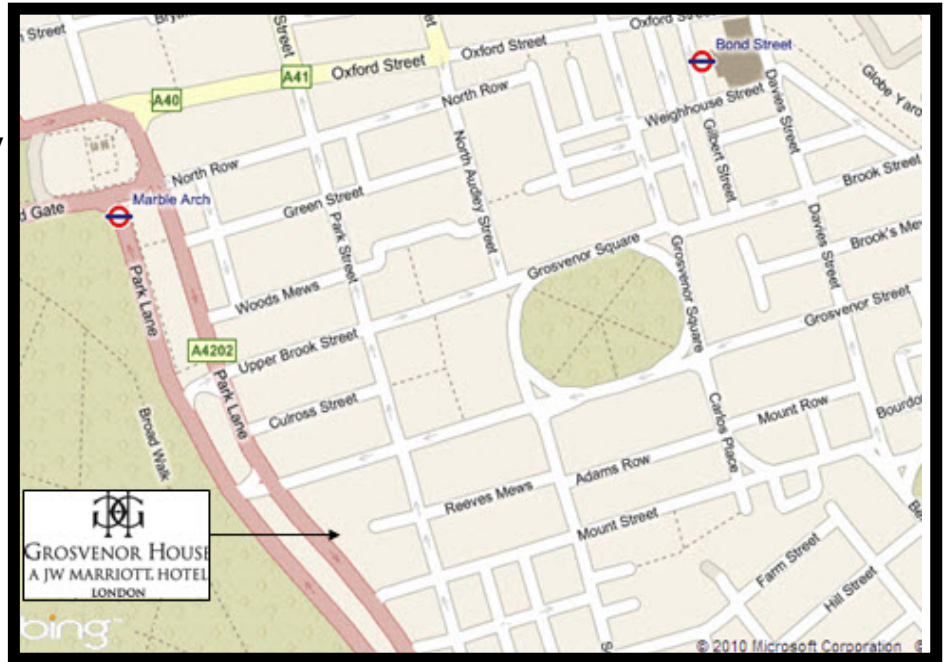 Oxford Street
Bond Street
Street
Street
Oxford Street
Oxford Street
A41
A40
Davies Street
Globe Yard
North Row
Weighhouse Street
Gilbert Street
North Audley Street
North Row
Brook Street
Marble Arch
Green Street
Park Street
Davies Street
Grosvenor Square
Grosvenor Square
Brook's Me
Park Lane
Woods Mews
Grosvenor Street
A4202
Upper Brook Street
Park Lane
Culross Street
Carlos Place
Mount Row
Bourdo
Broad Walk
Adams Row
Reeves Mews
Mount Street
GROSVENOR HOUSE
A JW MARRIOTT. HOTEL
LONDON
Farm Street
Hill Street
bing™
© 2010 Microsoft Corporation ©